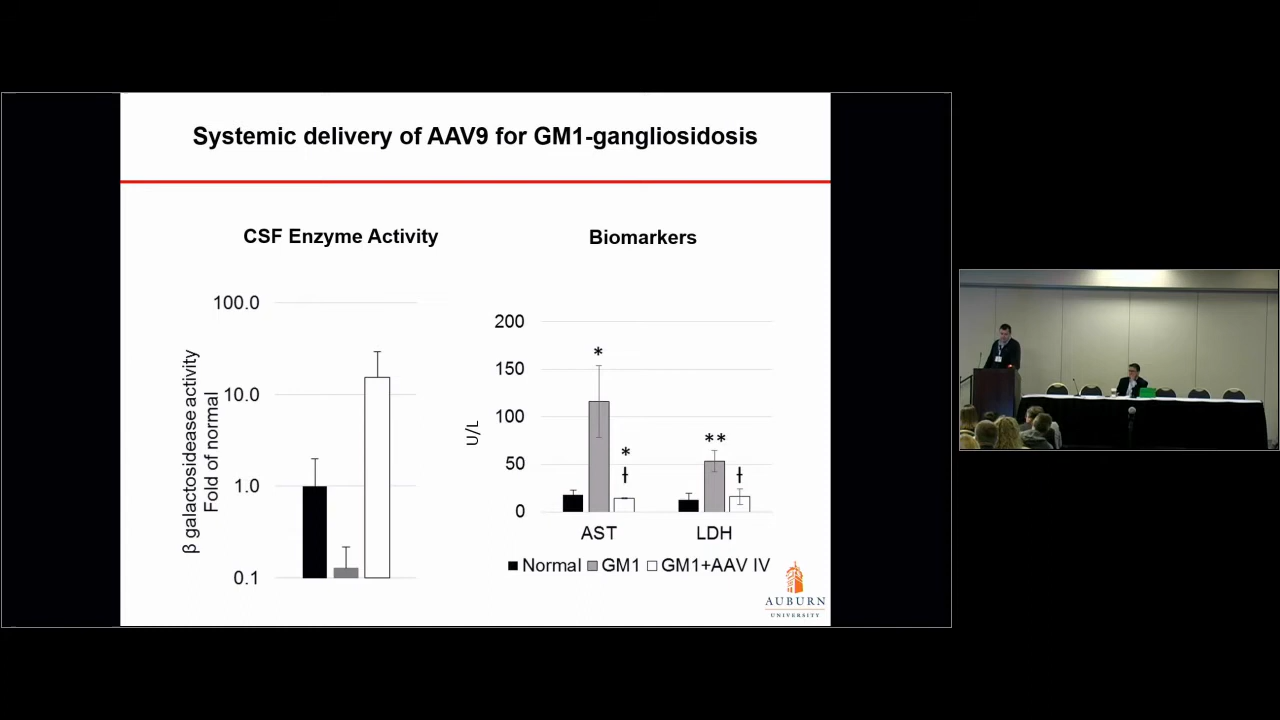 Systemic delivery of AAV9 for GM1-gangliosidosis
CSF Enzyme Activity
β galactosidease activity
Fold of normal
100.0
10.0
1.0
0.1
Biomarkers
U/L
200
150
100
50
0
*
*
ƚ
**
ƚ
AST LDH
Normal GM1 GM1+AAV IV
AUBURN
UNIVERSITY